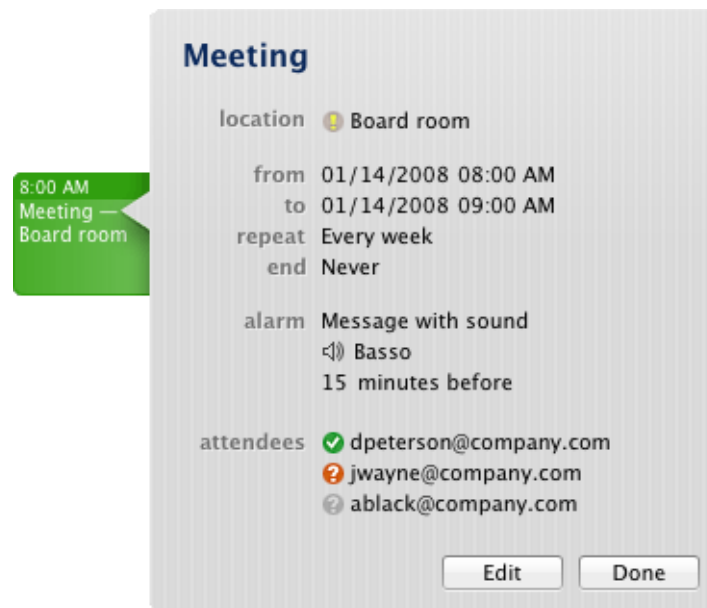 Meeting
location Board room
8:00 AM
Meeting —
Board room
from 01/14/2008 08:00 AM
to 01/14/2008 09:00 AM
repeat Every week
end Never
alarm Message with sound
Basso
15 minutes before
attendees dpeterson@company.com
jwayne@company.com
ablack@company.com
Edit Done